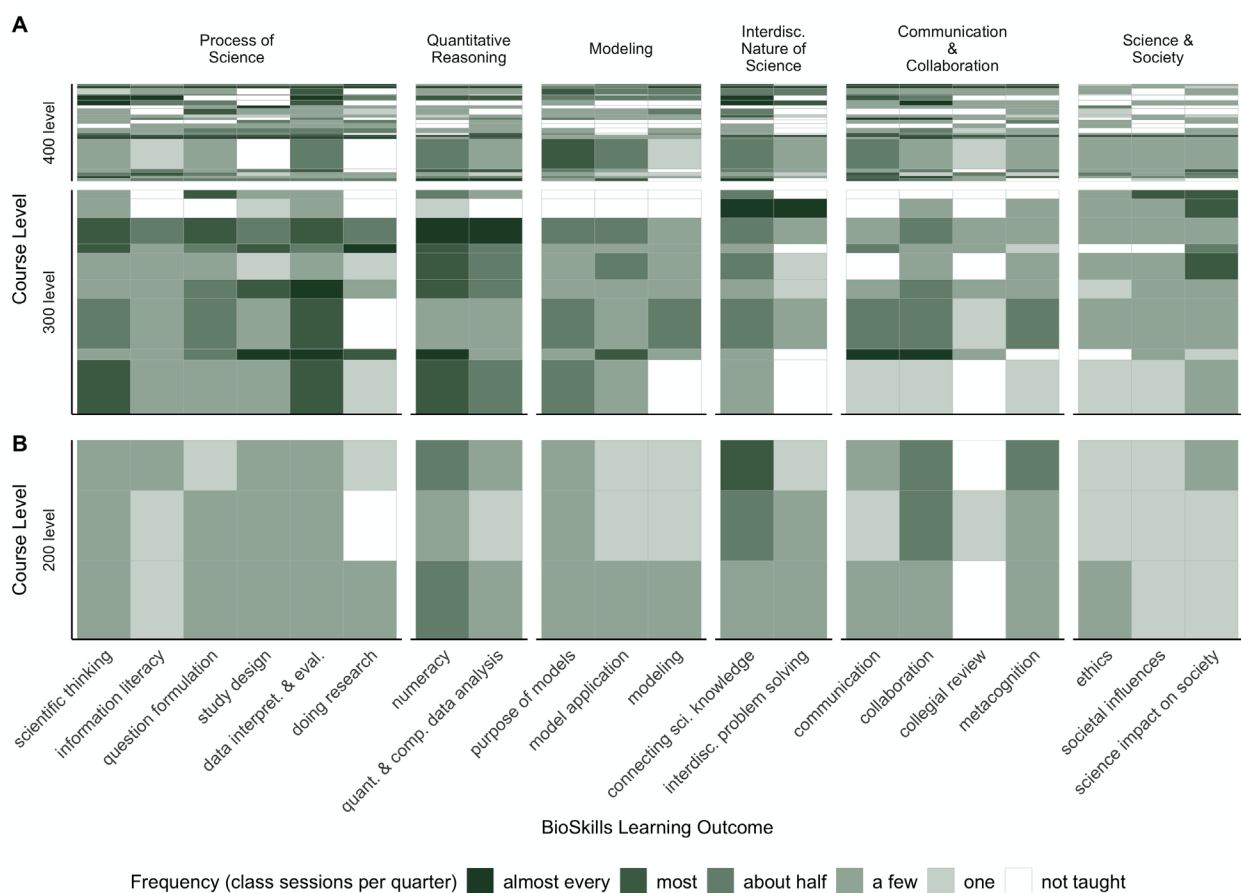 A
Process of
Science
Quantitative
Reasoning
Modeling
Interdisc.
Nature of
Science
Communication
&
Collaboration
Science &
Society
Course Level
400 level
300 level
B
Course Level
200 level
scientific thinking
information literacy
question formulation
study design
data interpret. & eval.
doing research
numeracy
quant. & comp. data analysis
purpose of models
model application
modeling
connecting sci. knowledge
interdisc. problem solving
communication
collaboration
collegial review
metacognition
ethics
societal influences
science impact on society
BioSkills Learning Outcome
Frequency (class sessions per quarter) almost every most about half a few one not taught